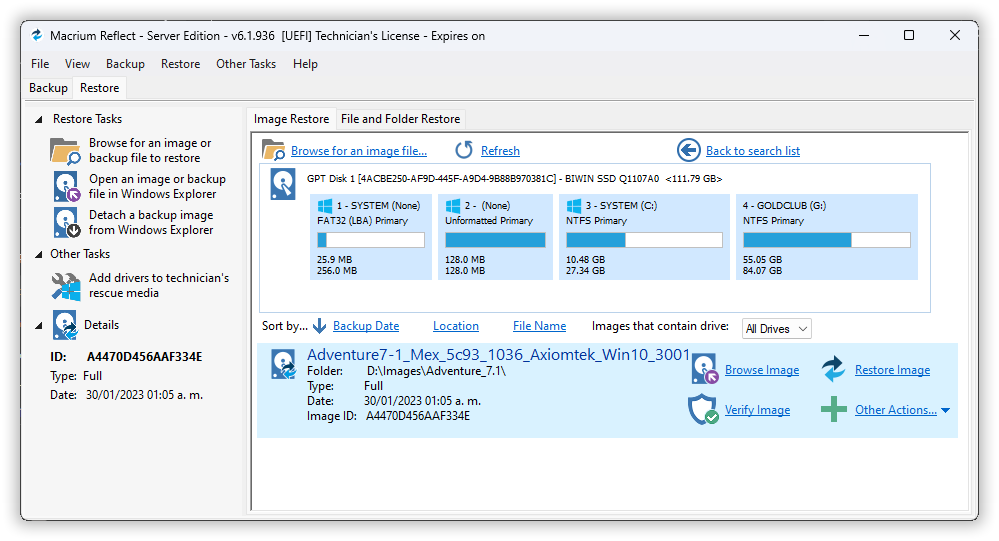 Macrium Reflect - Server Edition - v6.1.936 [UEFI] Technician's License - Expires on
File View Backup Restore Other Tasks Help
Backup Restore
Restore Tasks
Browse for an image or
backup file to restore
Open an image or backup
file in Windows Explorer
Detach a backup image
from Windows Explorer
Other Tasks
Add drivers to technician's
rescue media
Details
ID: A4470D456AAF334E
Type: Full
Date: 30/01/2023 01:05 a. m.
Image Restore File and Folder Restore
Browse for an image file... Refresh Back to search list
GPT Disk 1 [4ACBE250-AF9D-445F-A9D4-9B88B970381C] - BIWIN SSD Q1107A0 <111.79 GB>
1 - SYSTEM (None)
FAT32 (LBA) Primary
25.9 MB
256.0 MB
2 - (None)
Unformatted Primary
128.0 MB
128.0 MB
3 - SYSTEM (C:)
NTFS Primary
10.48 GB
27.34 GB
4 - GOLDCLUB (G:)
NTFS Primary
55.05 GB
84.07 GB
Sort by... Backup Date Location File Name Images that contain drive: All Drives
Adventure7-1_Mex_5c93_1036_Axiomtek_Win10_3001
Folder: D:\Images\Adventure_7.1\
Type: Full
Date: 30/01/2023 01:05 a. m.
Image ID: A4470D456AAF334E
Browse Image Restore Image
Verify Image Other Actions...